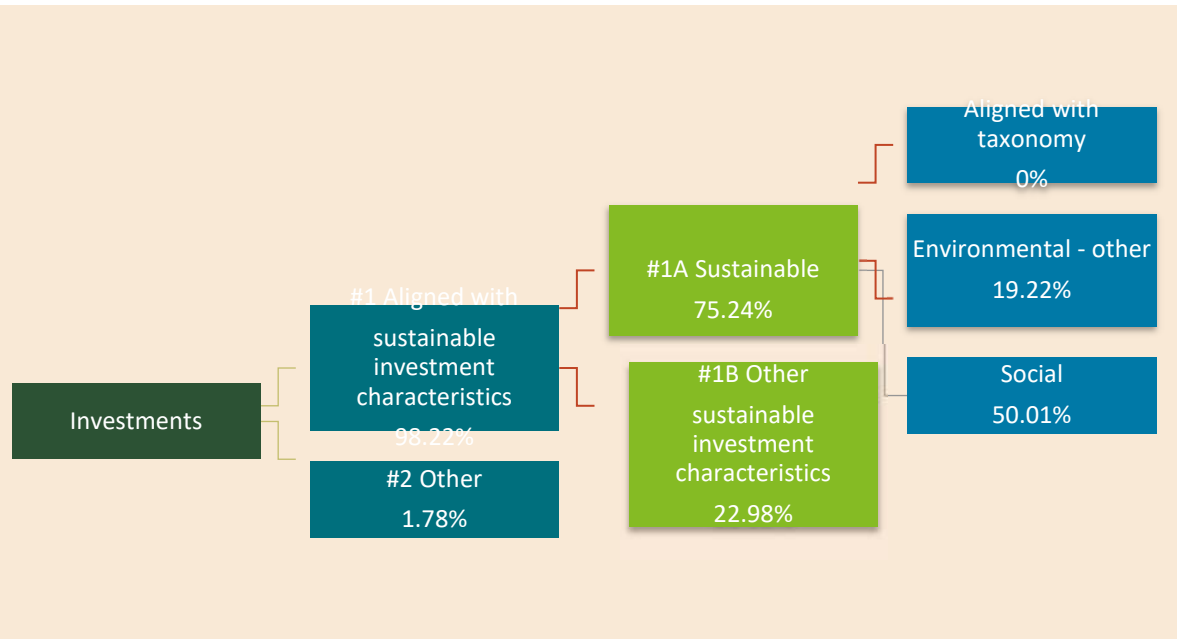 Investments
#1 Aligned with
sustainable
investment
characteristics
98.22%
#2 Other
1.78%
#1A Sustainable
75.24%
#1B Other
sustainable
investment
characteristics
22.98%
Aligned with
taxonomy
0%
Environmental - other
19.22%
Social
50.01%